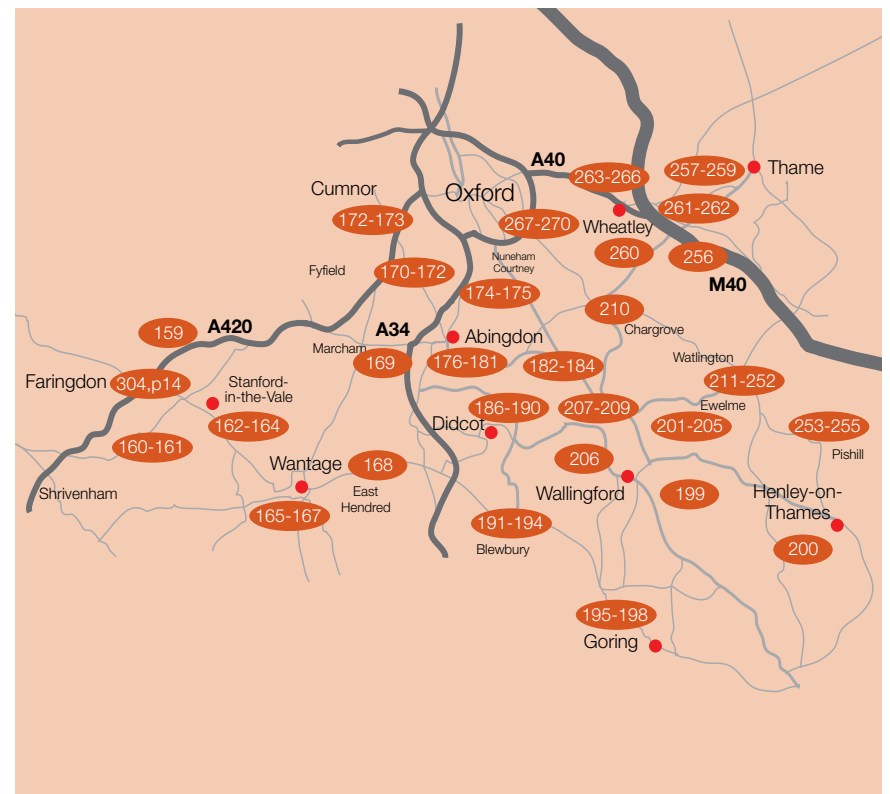 A40
263-266
257-259
Thame
Cumnor
Oxford
172-173
267-270
Wheatley
261-262
260
256
Nuneham
Courtney
Fyfield
170-172
M40
174-175
210
159
A420
A34
Chargrove
Abingdon
Marcham
169
176-181
182-184
Watlington
Faringdon
304,p14
Stanford-
in-the-Vale
211-252
Ewelme
186-190
207-209
162-164
Didcot
201-205
253-255
160-161
Pishill
Wantage
168
206
East
Hendred
Shrivenham
Wallingford
199
Henley-on-
Thames
165-167
191-194
Blewbury
200
195-198
Goring